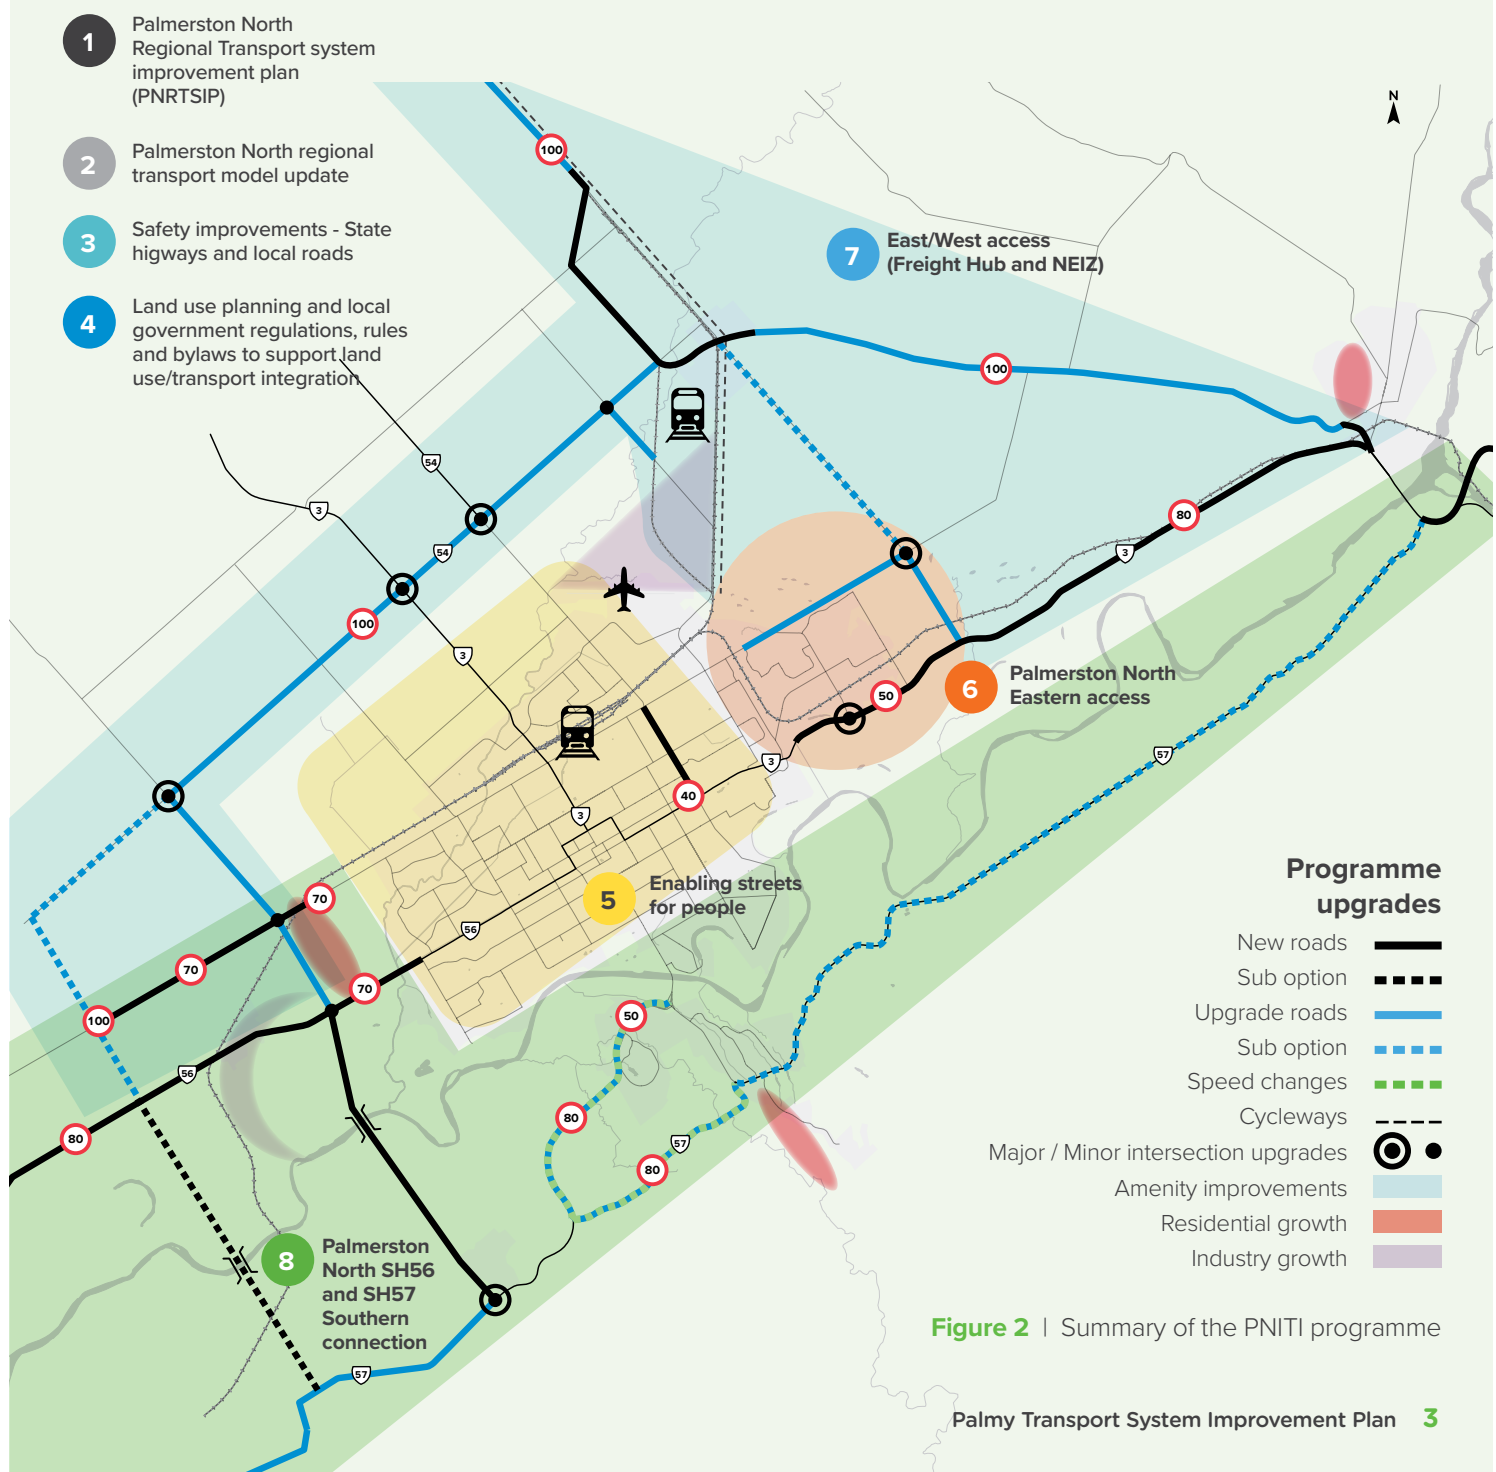 1
Palmerston North
Regional Transport system
improvement plan
(PNRTSIP)
2
Palmerston North regional
transport model update
3
Safety improvements - State
higways and local roads
4
Land use planning and local
government regulations, rules
and bylaws to support land
use/transport integration
N
100
7
East/West access
(Freight Hub and NEIZ)
100
54
3
54
100
3
80
3
6
Palmerston North
Eastern access
50
3
57
40
3
5
Enabling streets
for people
56
70
70
70
100
56
80
50
80
57
80
8
Palmerston
North SH56
and SH57
Southern
connection
57
Programme
upgrades
New roads
Sub option
Upgrade roads
Sub option
Speed changes
Cycleways
Major / Minor intersection upgrades
Amenity improvements
Residential growth
Industry growth
Figure 2 | Summary of the PNITI programme
Palmy Transport System Improvement Plan 3